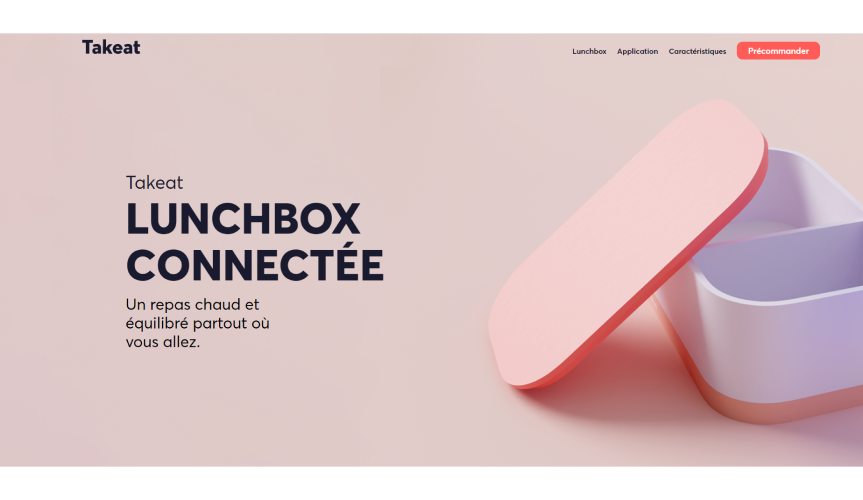 Takeat
Lunchbox Application Caractéristiques Précommander
Takeat
LUNCHBOX
CONNECTÉE
Un repas chaud et
équilibré partout où
vous allez.